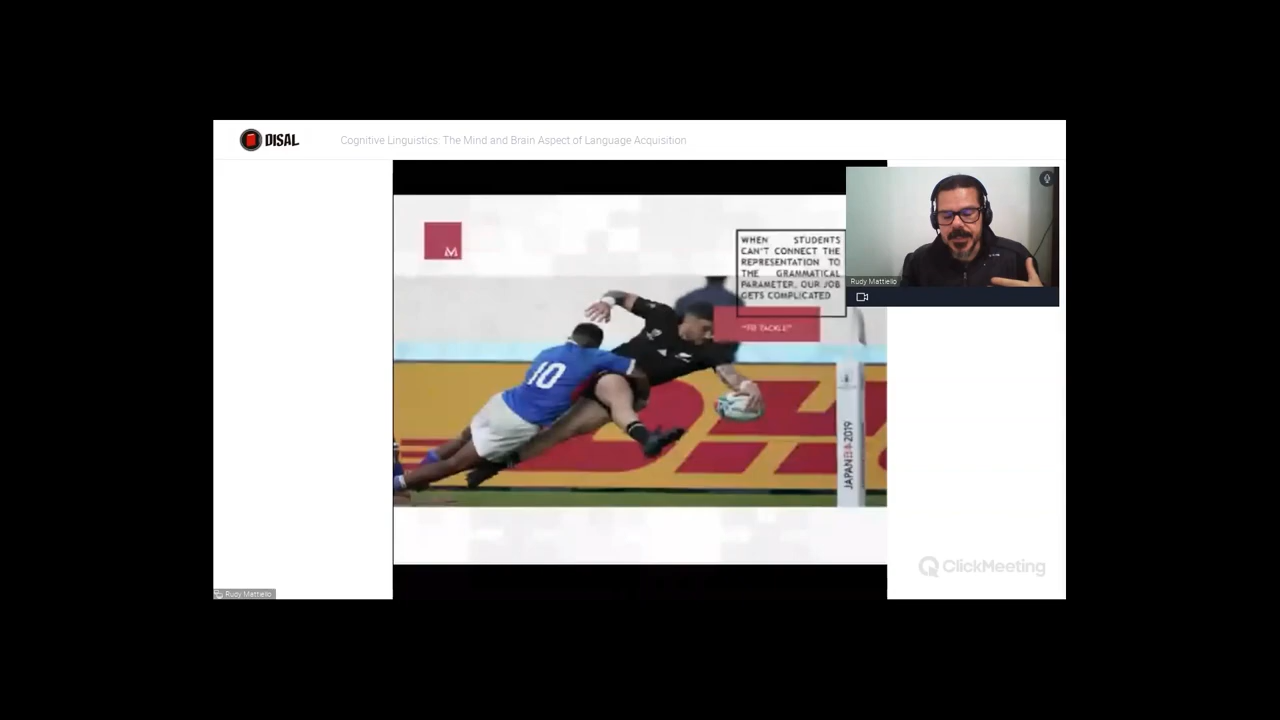 DISAL
Cognitive Linguistics: The Mind and Brain Aspect of Language Acquisition
M
WHEN STUDENTS
CAN'T CONNECT THE
REPRESENTATION TO
THE GRAMMATICAL
PARAMETER, OUR JOB
GETS COMPLICATED
"TO TACKLE"
Rudy Mattiello
10
DH
JAPAN 2019
ClickMeeting
Rudy Mattiello